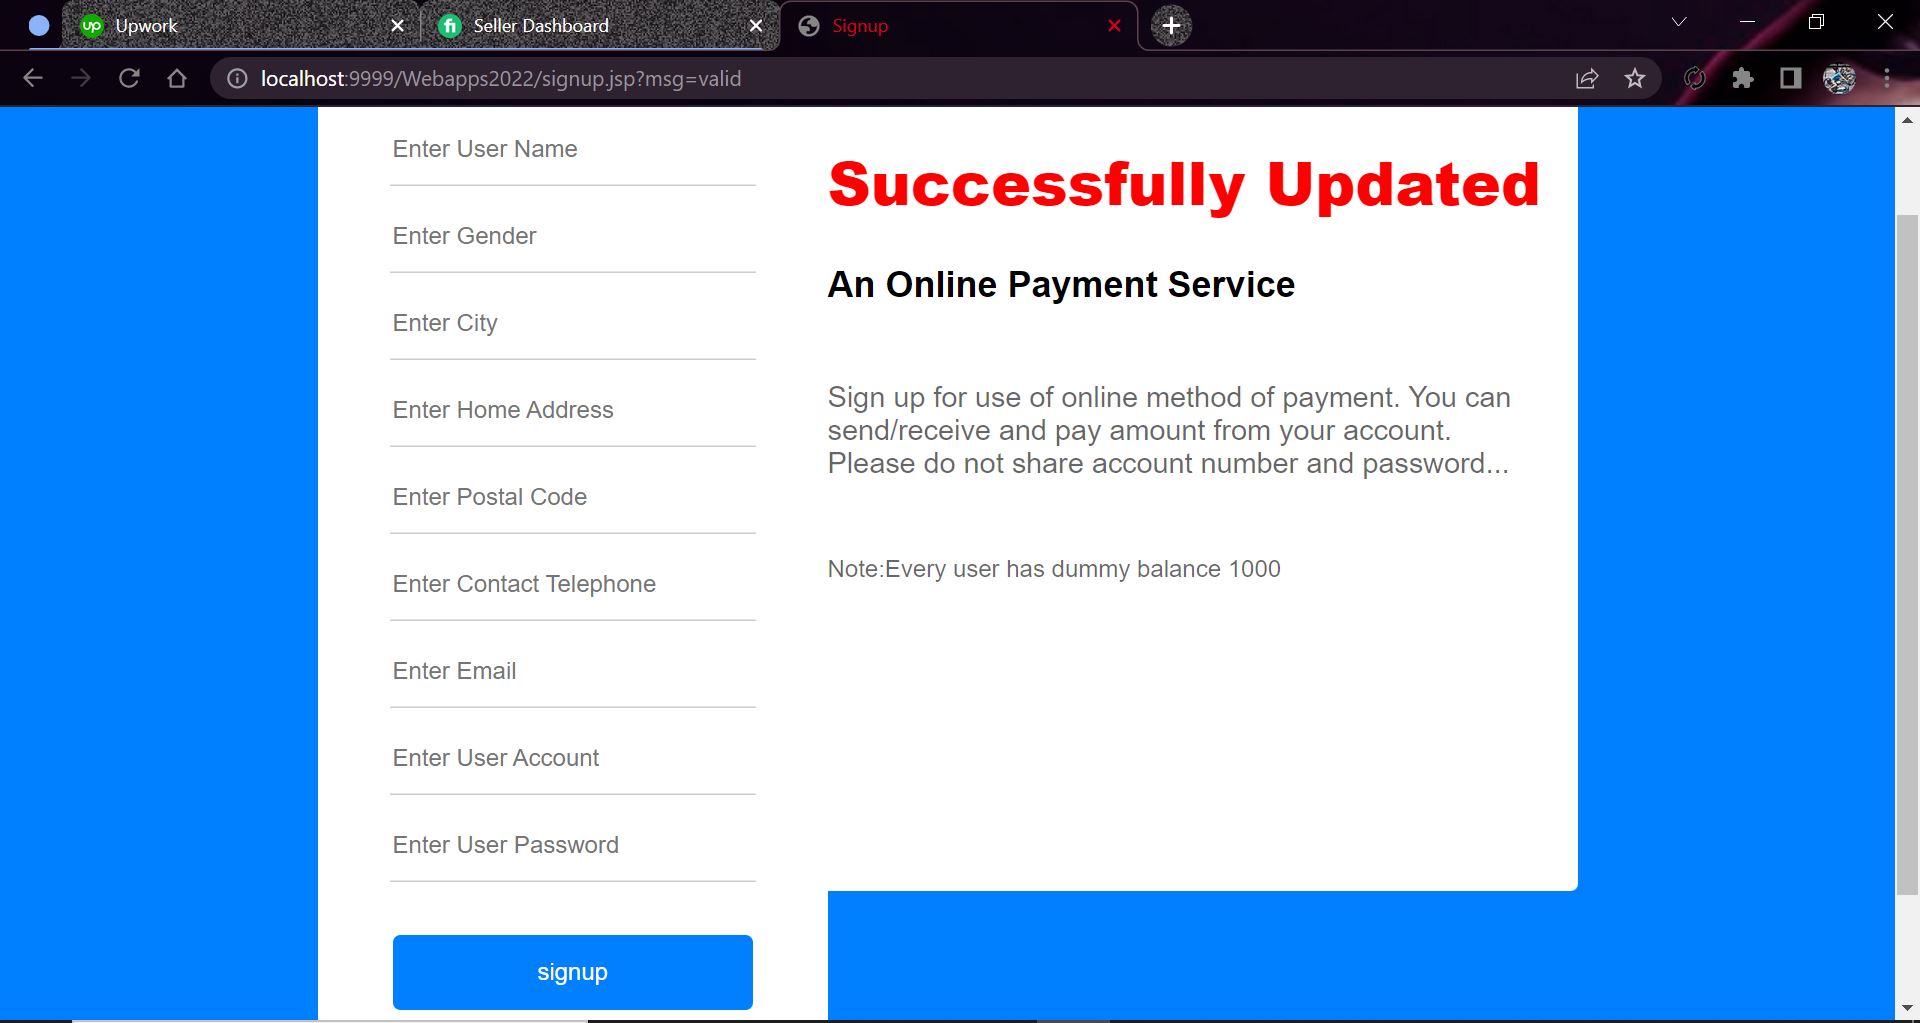 Upwork
Seller Dashboard
Signup
localhost:9999/Webapps2022/signup.jsp?msg=valid
Enter User Name
Enter Gender
Enter City
Enter Home Address
Enter Postal Code
Enter Contact Telephone
Enter Email
Enter User Account
Enter User Password
signup
Successfully Updated
An Online Payment Service
Sign up for use of online method of payment. You can
send/receive and pay amount from your account.
Please do not share account number and password...
Note:Every user has dummy balance 1000